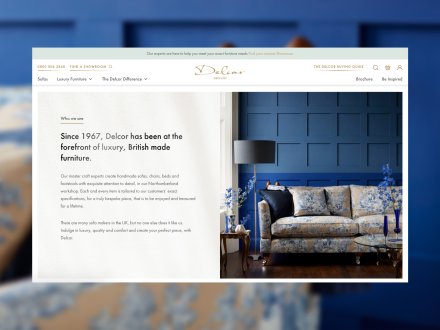 Our experts are here to help you meet your exact furniture needs Find your nearest Showroom
FIND A SHOWROOM
Delcor
THE DELCOR BUYING GUIDE
Sofas
Luxury Furniture
The Delcor Difference
Brochure
Be Inspired
Who we are
Since 1967, Delcor has been at the
forefront of luxury, British made
furniture.
Our master craft experts create handmade sofas, chairs, beds and
footstools with exquisite attention to detail, in our Northumberland
workshop. Each and every item is tailored to our customers' exact
specifications, for a truly bespoke piece, that is to be enjoyed and treasured
for a lifetime.
There are many sofa makers in the UK, but no one else does it like us.
Indulge in luxury, quality and comfort and create your perfect piece, with
Delcor.